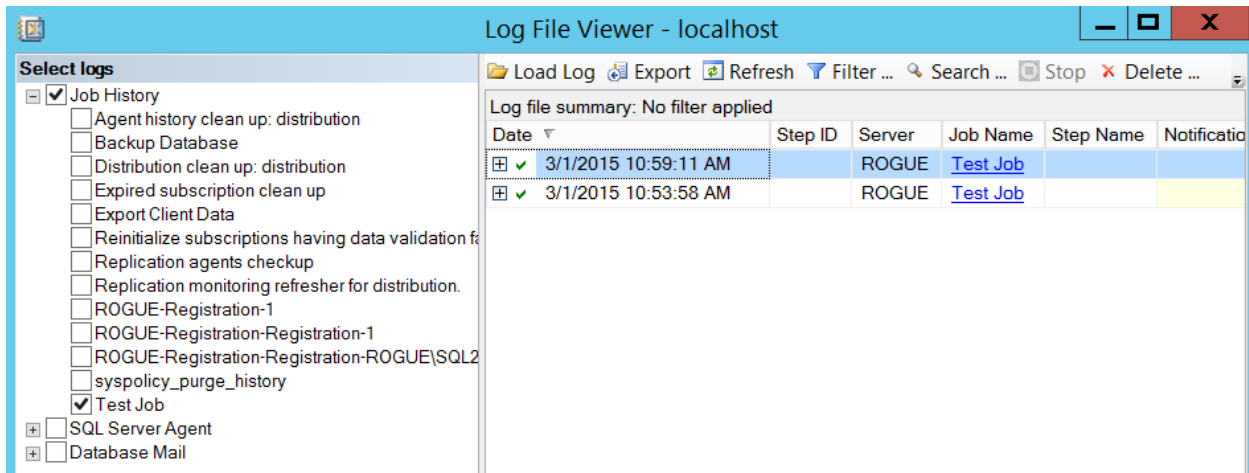 Log File Viewer - localhost
Select logs
Job History
Agent history clean up: distribution
Backup Database
Distribution clean up: distribution
Expired subscription clean up
Export Client Data
Reinitialize subscriptions having data validation fa
Replication agents checkup
Replication monitoring refresher for distribution.
ROGUE-Registration-1
ROGUE-Registration-Registration-1
ROGUE-Registration-Registration-ROGUE\SQL2
syspolicy_purge_history
Test Job
SQL Server Agent
Database Mail
Load Log Export Refresh Filter ... Search ... Stop Delete ...
Log file summary: No filter applied
Date Step ID Server Job Name Step Name Notificatio
3/1/2015 10:59:11 AM ROGUE Test Job
3/1/2015 10:53:58 AM ROGUE Test Job